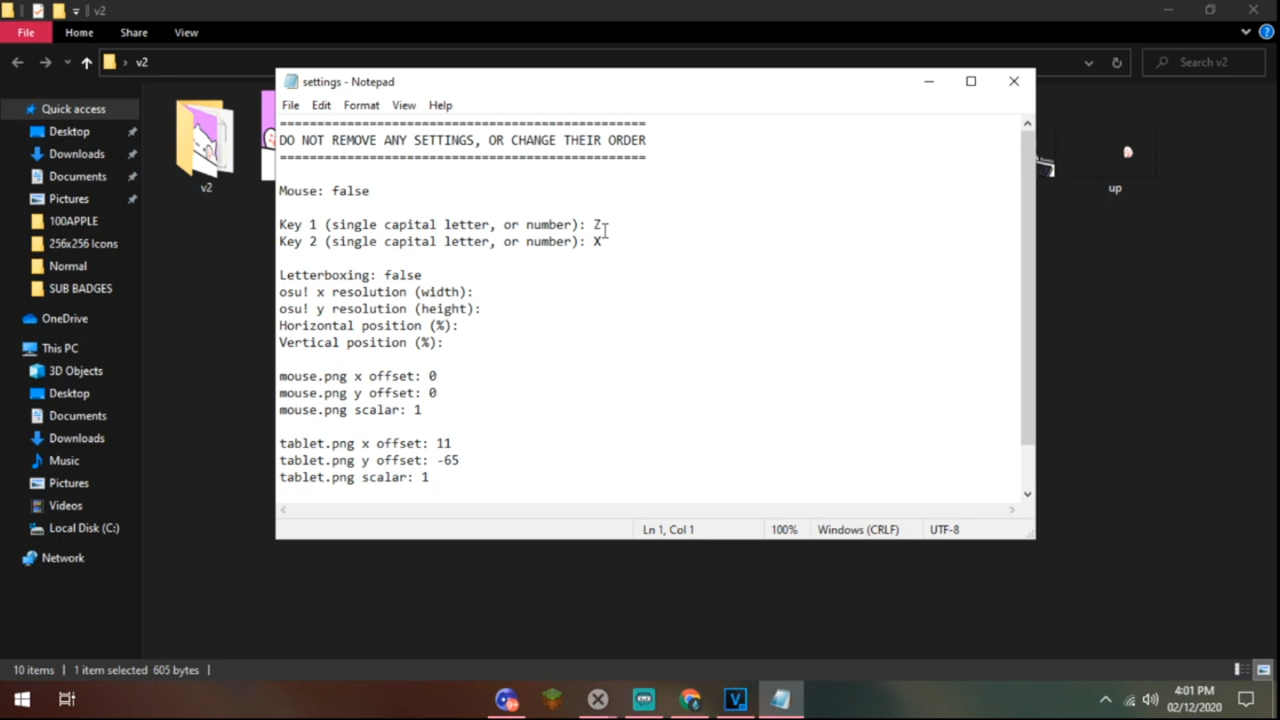 v2
File
Home
Share
View
v2
Search v2
Quick access
Desktop
Downloads
Documents
Pictures
100APPLE
256x256 Icons
Normal
SUB BADGES
OneDrive
This PC
3D Objects
Desktop
Documents
Downloads
Music
Pictures
Videos
Local Disk (C:)
Network
v2
up
settings - Notepad
File Edit Format View Help
=================================================
DO NOT REMOVE ANY SETTINGS, OR CHANGE THEIR ORDER
=================================================
Mouse: false
Key 1 (single capital letter, or number): Z
Key 2 (single capital letter, or number): X
Letterboxing: false
osu! x resolution (width):
osu! y resolution (height):
Horizontal position (%):
Vertical position (%):
mouse.png x offset: 0
mouse.png y offset: 0
mouse.png scalar: 1
tablet.png x offset: 11
tablet.png y offset: -65
tablet.png scalar: 1
Ln 1, Col 1
100%
Windows (CRLF)
UTF-8
10 items
1 item selected 605 bytes
4:01 PM
02/12/2020